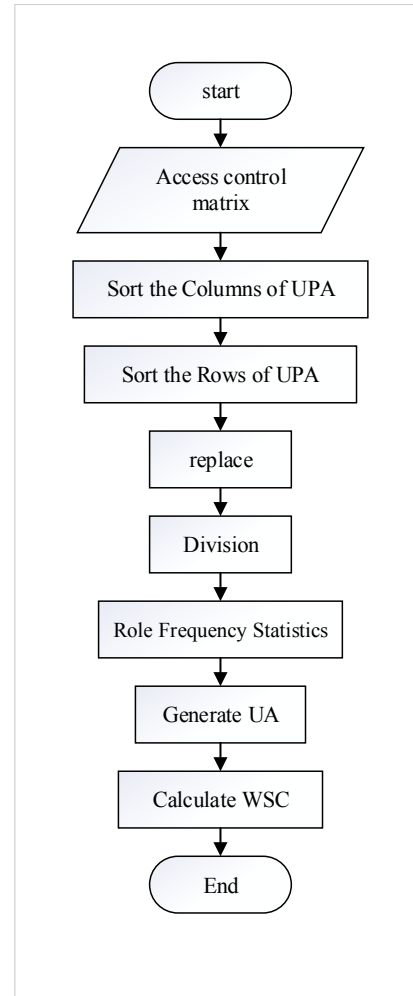 start
Access control
matrix
Sort the Columns of UPA
Sort the Rows of UPA
replace
Division
Role Frequency Statistics
Generate UA
Calculate WSC
End